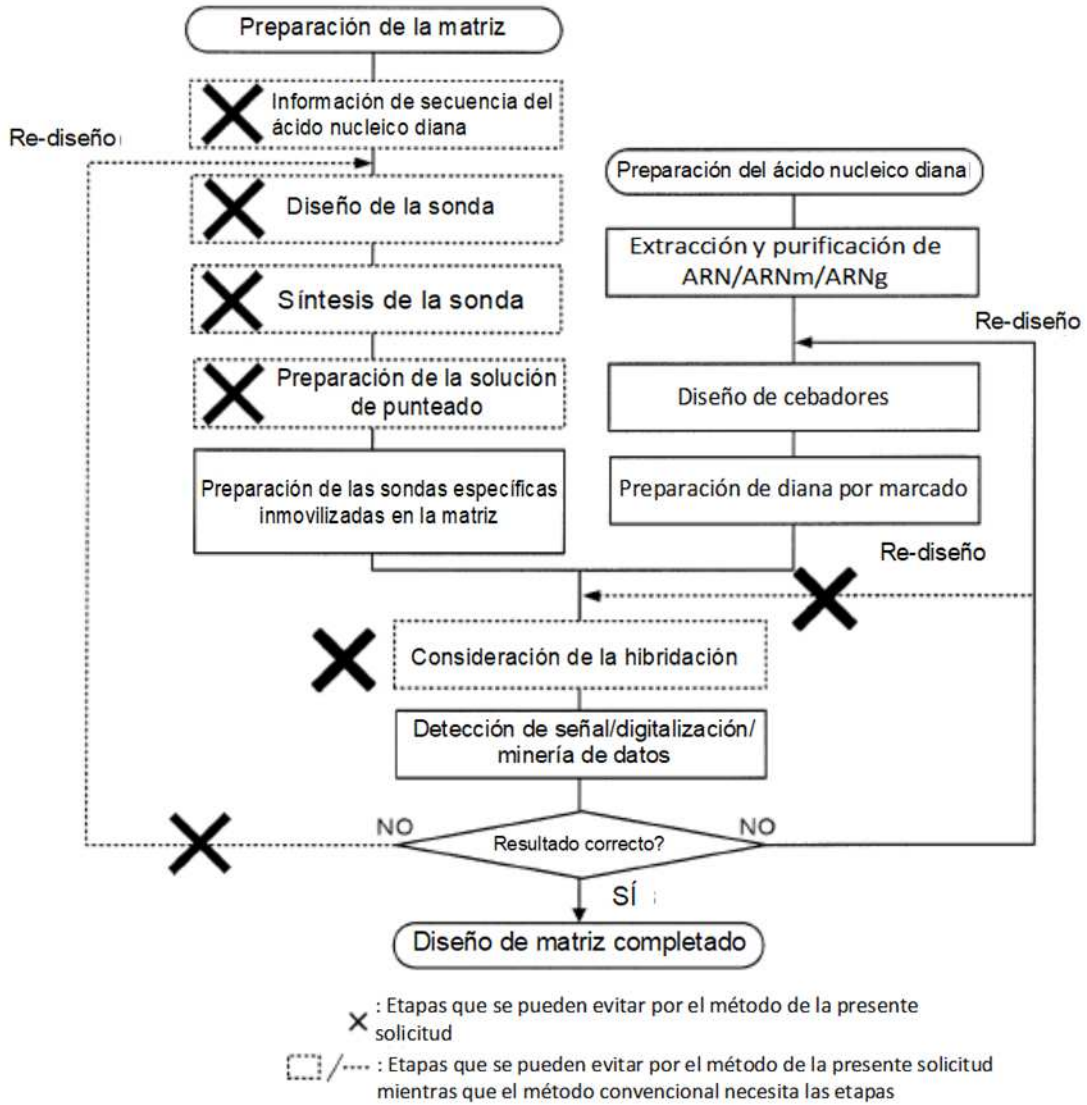 Preparación de la matriz
Información de secuencia del
ácido nucleico diana
Re-diseño
Diseño de la sonda
Síntesis de la sonda
Preparación de la solución
de punteado
Preparación de las sondas específicas
inmovilizadas en la matriz
Preparación del ácido nucleico diana
Extracción y purificación de
ARN/ARNm/ARNg
Re-diseño
Diseño de cebadores
Preparación de diana por marcado
Re-diseño
Consideración de la hibridación
Detección de señal/digitalización/
minería de datos
NO
Resultado correcto?
NO
SÍ
Diseño de matriz completado
: Etapas que se pueden evitar por el método de la presente
solicitud
: Etapas que se pueden evitar por el método de la presente solicitud
mientras que el método convencional necesita las etapas